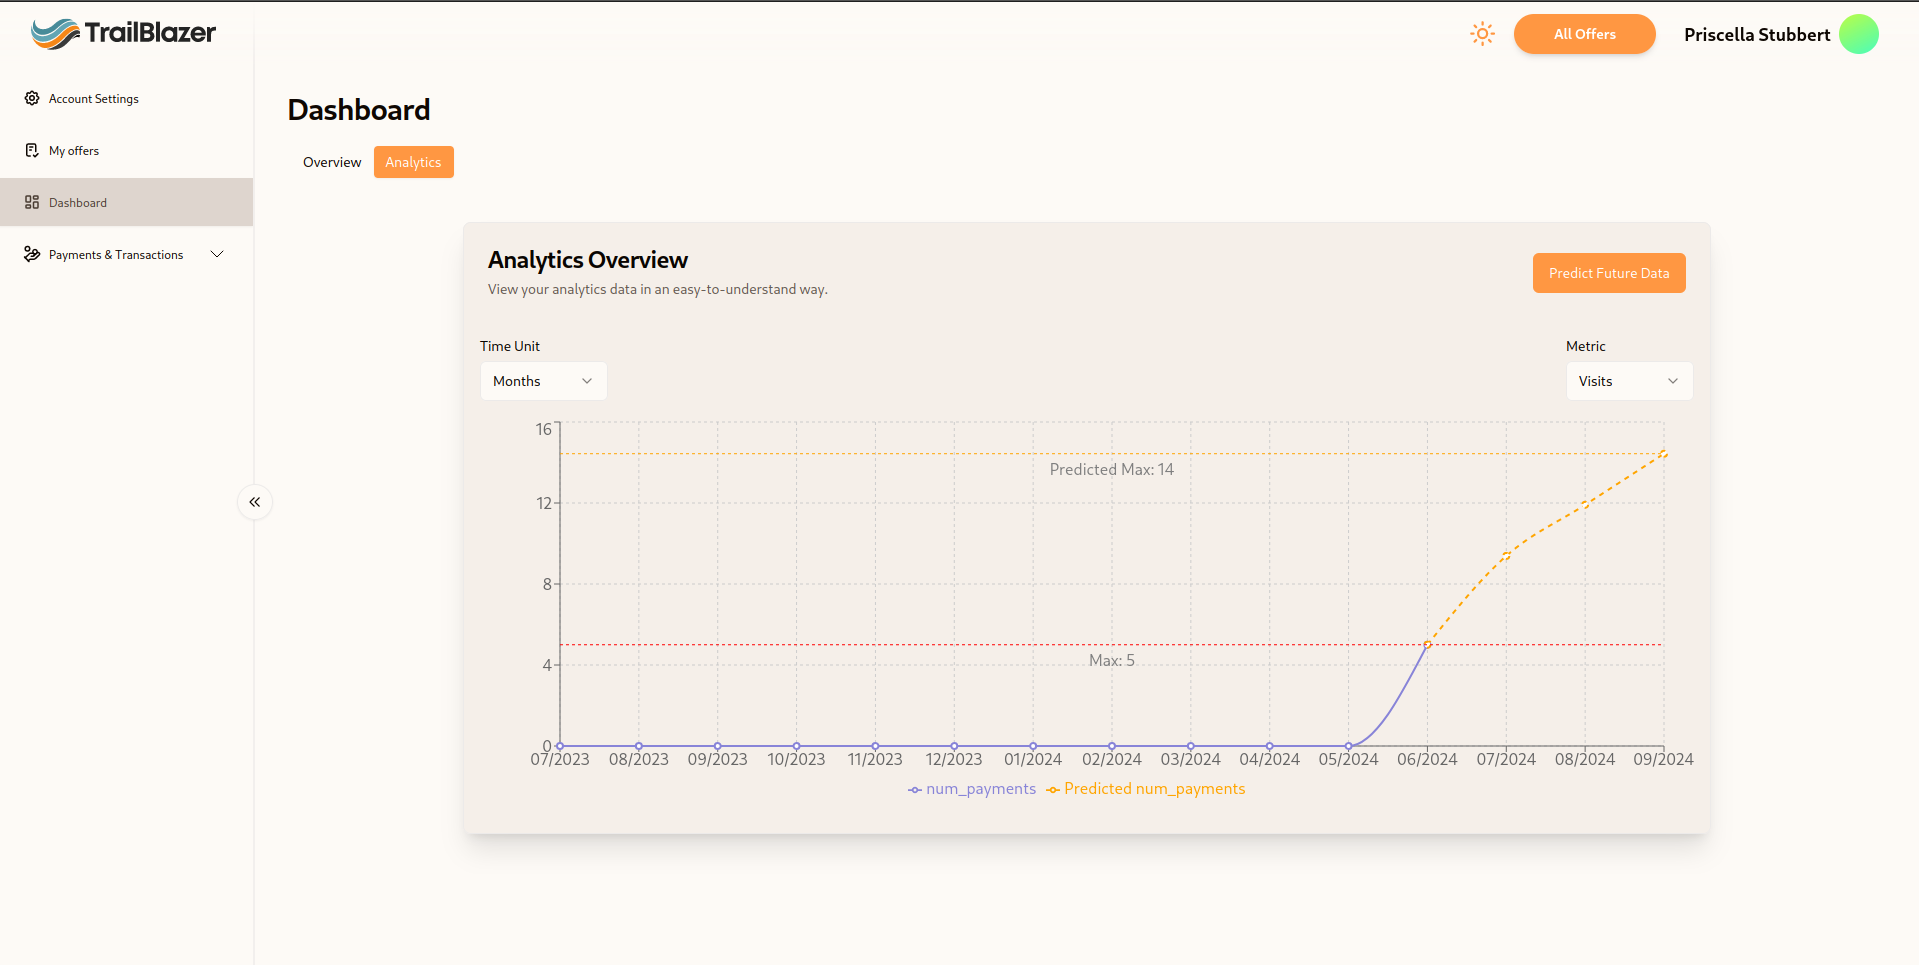 TrailBlazer
All Offers
Priscella Stubbert
Account Settings
My offers
Dashboard
Payments & Transactions
Dashboard
Overview
Analytics
Analytics Overview
View your analytics data in an easy-to-understand way.
Predict Future Data
Time Unit
Months
Metric
Visits
16
12
8
4
0
Predicted Max: 14
Max: 5
07/2023 08/2023 09/2023 10/2023 11/2023 12/2023 01/2024 02/2024 03/2024 04/2024 05/2024 06/2024 07/2024 08/2024 09/2024
num_payments Predicted num_payments